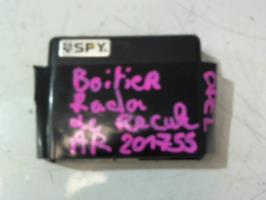 SPY
BoitieR
Radar
de Recul
AR 201755
OPEL